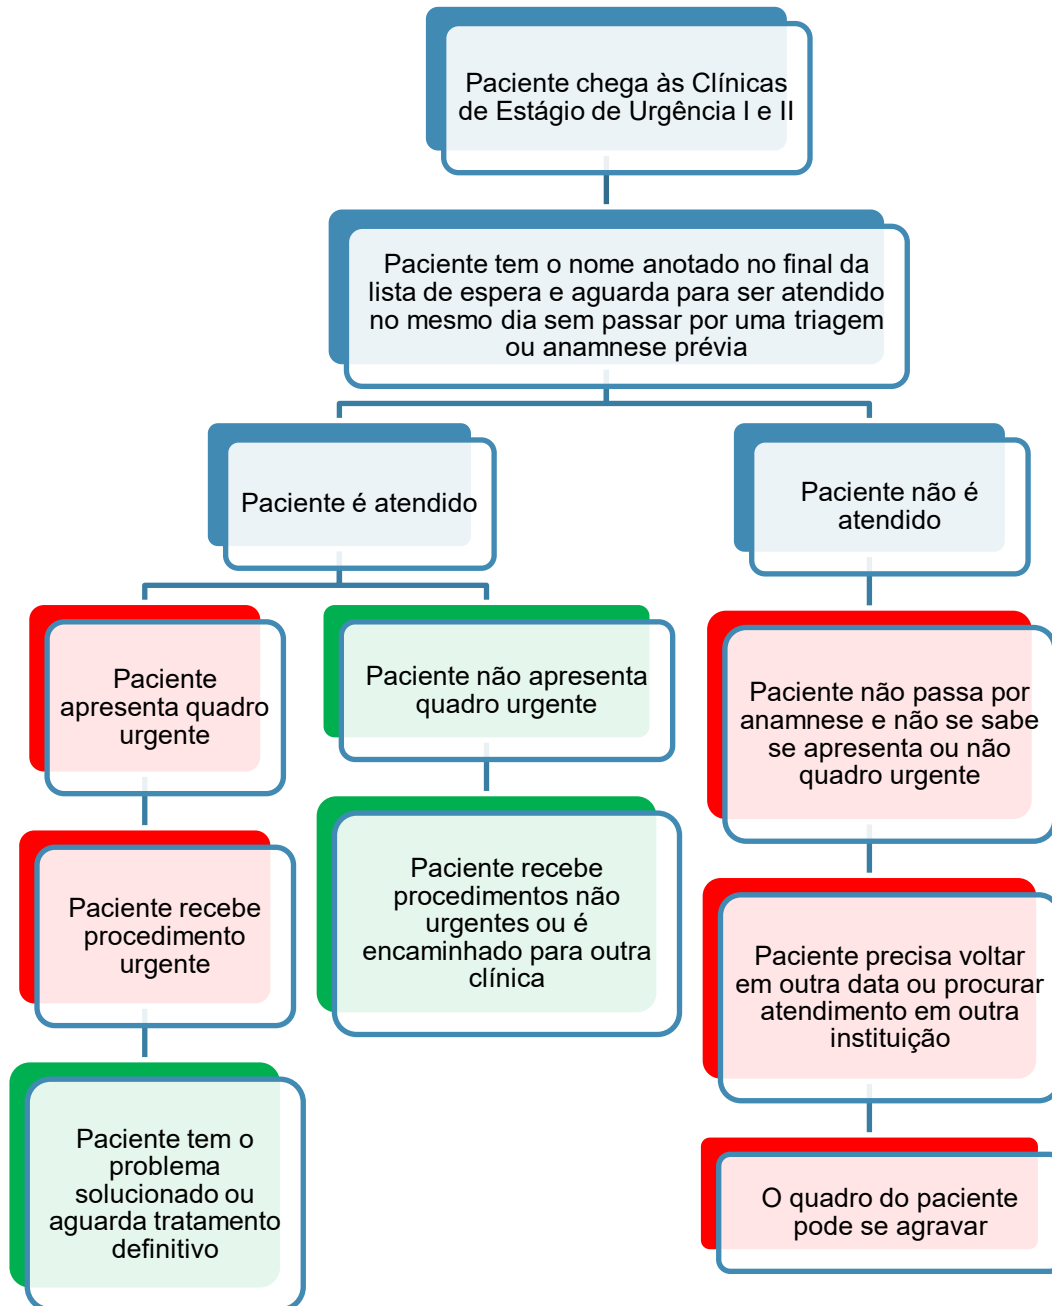 Paciente chega às Clínicas
de Estágio de Urgência I e II
Paciente tem o nome anotado no final da
lista de espera e aguarda para ser atendido
no mesmo dia sem passar por uma triagem
ou anamnese prévia
Paciente é atendido
Paciente não é
atendido
Paciente
apresenta quadro
urgente
Paciente não apresenta
quadro urgente
Paciente não passa por
anamnese e não se sabe
se apresenta ou não
quadro urgente
Paciente recebe
procedimento
urgente
Paciente recebe
procedimentos não
urgentes ou é
encaminhado para outra
clínica
Paciente precisa voltar
em outra data ou procurar
atendimento em outra
instituição
Paciente tem o
problema
solucionado ou
aguarda tratamento
definitivo
O quadro do paciente
pode se agravar